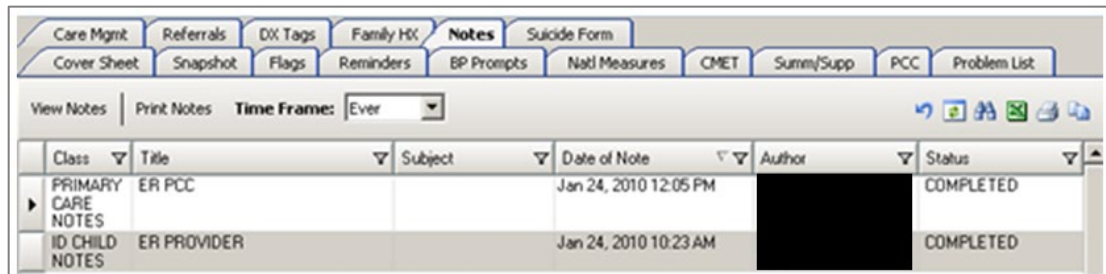 Care Mgmt Referrals DX Tags Family HX Notes Suicide Form
Cover Sheet Snapshot Flags Reminders BP Prompts Natl Measures CMET Summ/Supp PCC Problem List
View Notes Print Notes Time Frame: Ever
Class Title Subject Date of Note Author Status
PRIMARY CARE NOTES ER PCC Jan 24, 2010 12:05 PM COMPLETED
ID CHILD NOTES ER PROVIDER Jan 24, 2010 10:23 AM COMPLETED